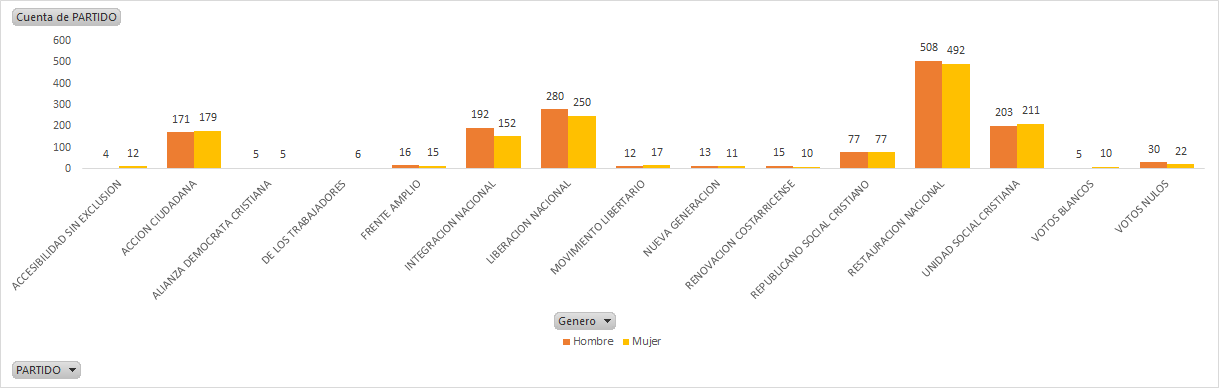 Cuenta de PARTIDO
600
500
400
300
200
100
0
4 12
171 179
5 5
6
16 15
192 152
280 250
12 17
13 11
15 10
77 77
508 492
203 211
5 10
30 22
ACCESIBILIDAD SIN EXCLUSION
ACCION CIUDADANA
ALIANZA DEMOCRATA CRISTIANA
DE LOS TRABAJADORES
FRENTE AMPLIO
INTEGRACION NACIONAL
LIBERACION NACIONAL
MOVIMIENTO LIBERTARIO
NUEVA GENERACION
RENOVACION COSTARRICENSE
REPUBLICANO SOCIAL CRISTIANO
RESTAURACION NACIONAL
UNIDAD SOCIAL CRISTIANA
VOTOS BLANCOS
VOTOS NULOS
Genero
Hombre Mujer
PARTIDO